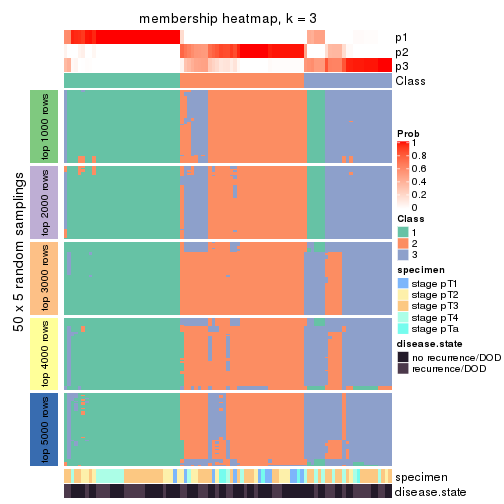 membership heatmap, k = 3
p1
p2
p3
Class
50 x 5 random samplings
top 1000 rows
top 2000 rows
top 3000 rows
top 4000 rows
top 5000 rows
Prob
1
0.8
0.6
0.4
0.2
0
Class
1
2
3
specimen
stage pT1
stage pT2
stage pT3
stage pT4
stage pTa
disease.state
no recurrence/DOD
recurrence/DOD
specimen
disease.state